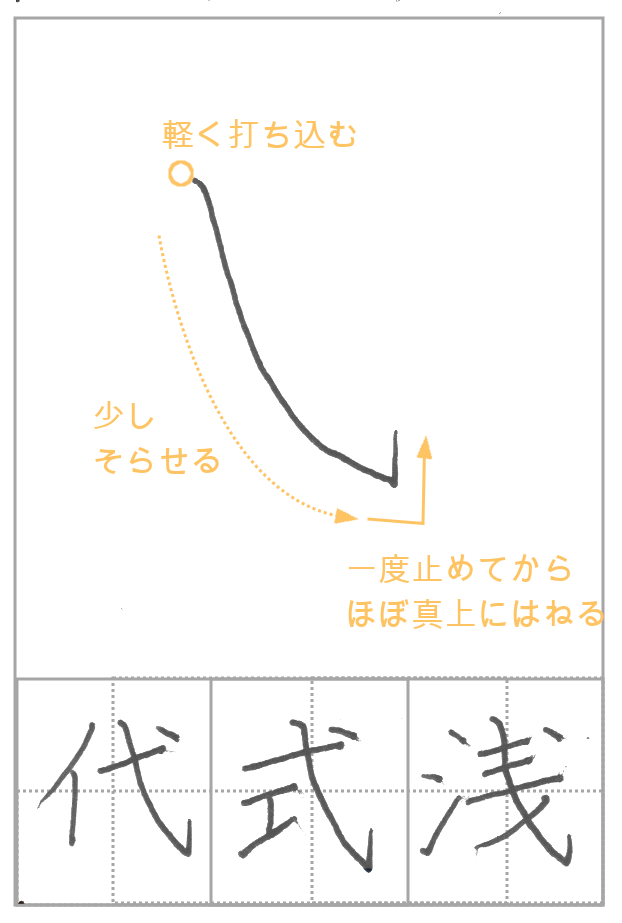 軽く打ち込む
少し
そらせる
一度止めてから
ほぼ真上にはねる
代式浅